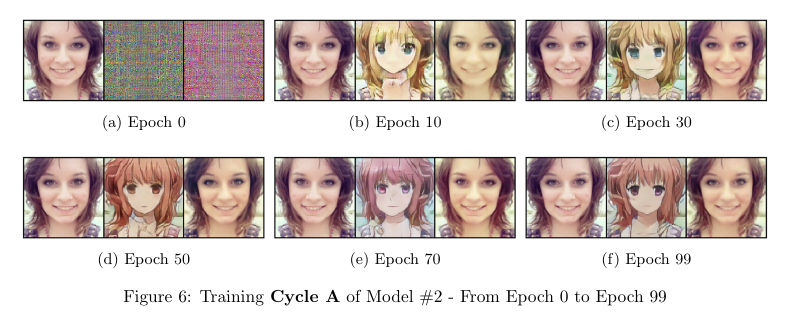 (a) Epoch 0
(b) Epoch 10
(c) Epoch 30
(d) Epoch 50
(e) Epoch 70
(f) Epoch 99
Figure 6: Training Cycle A of Model #2 - From Epoch 0 to Epoch 99